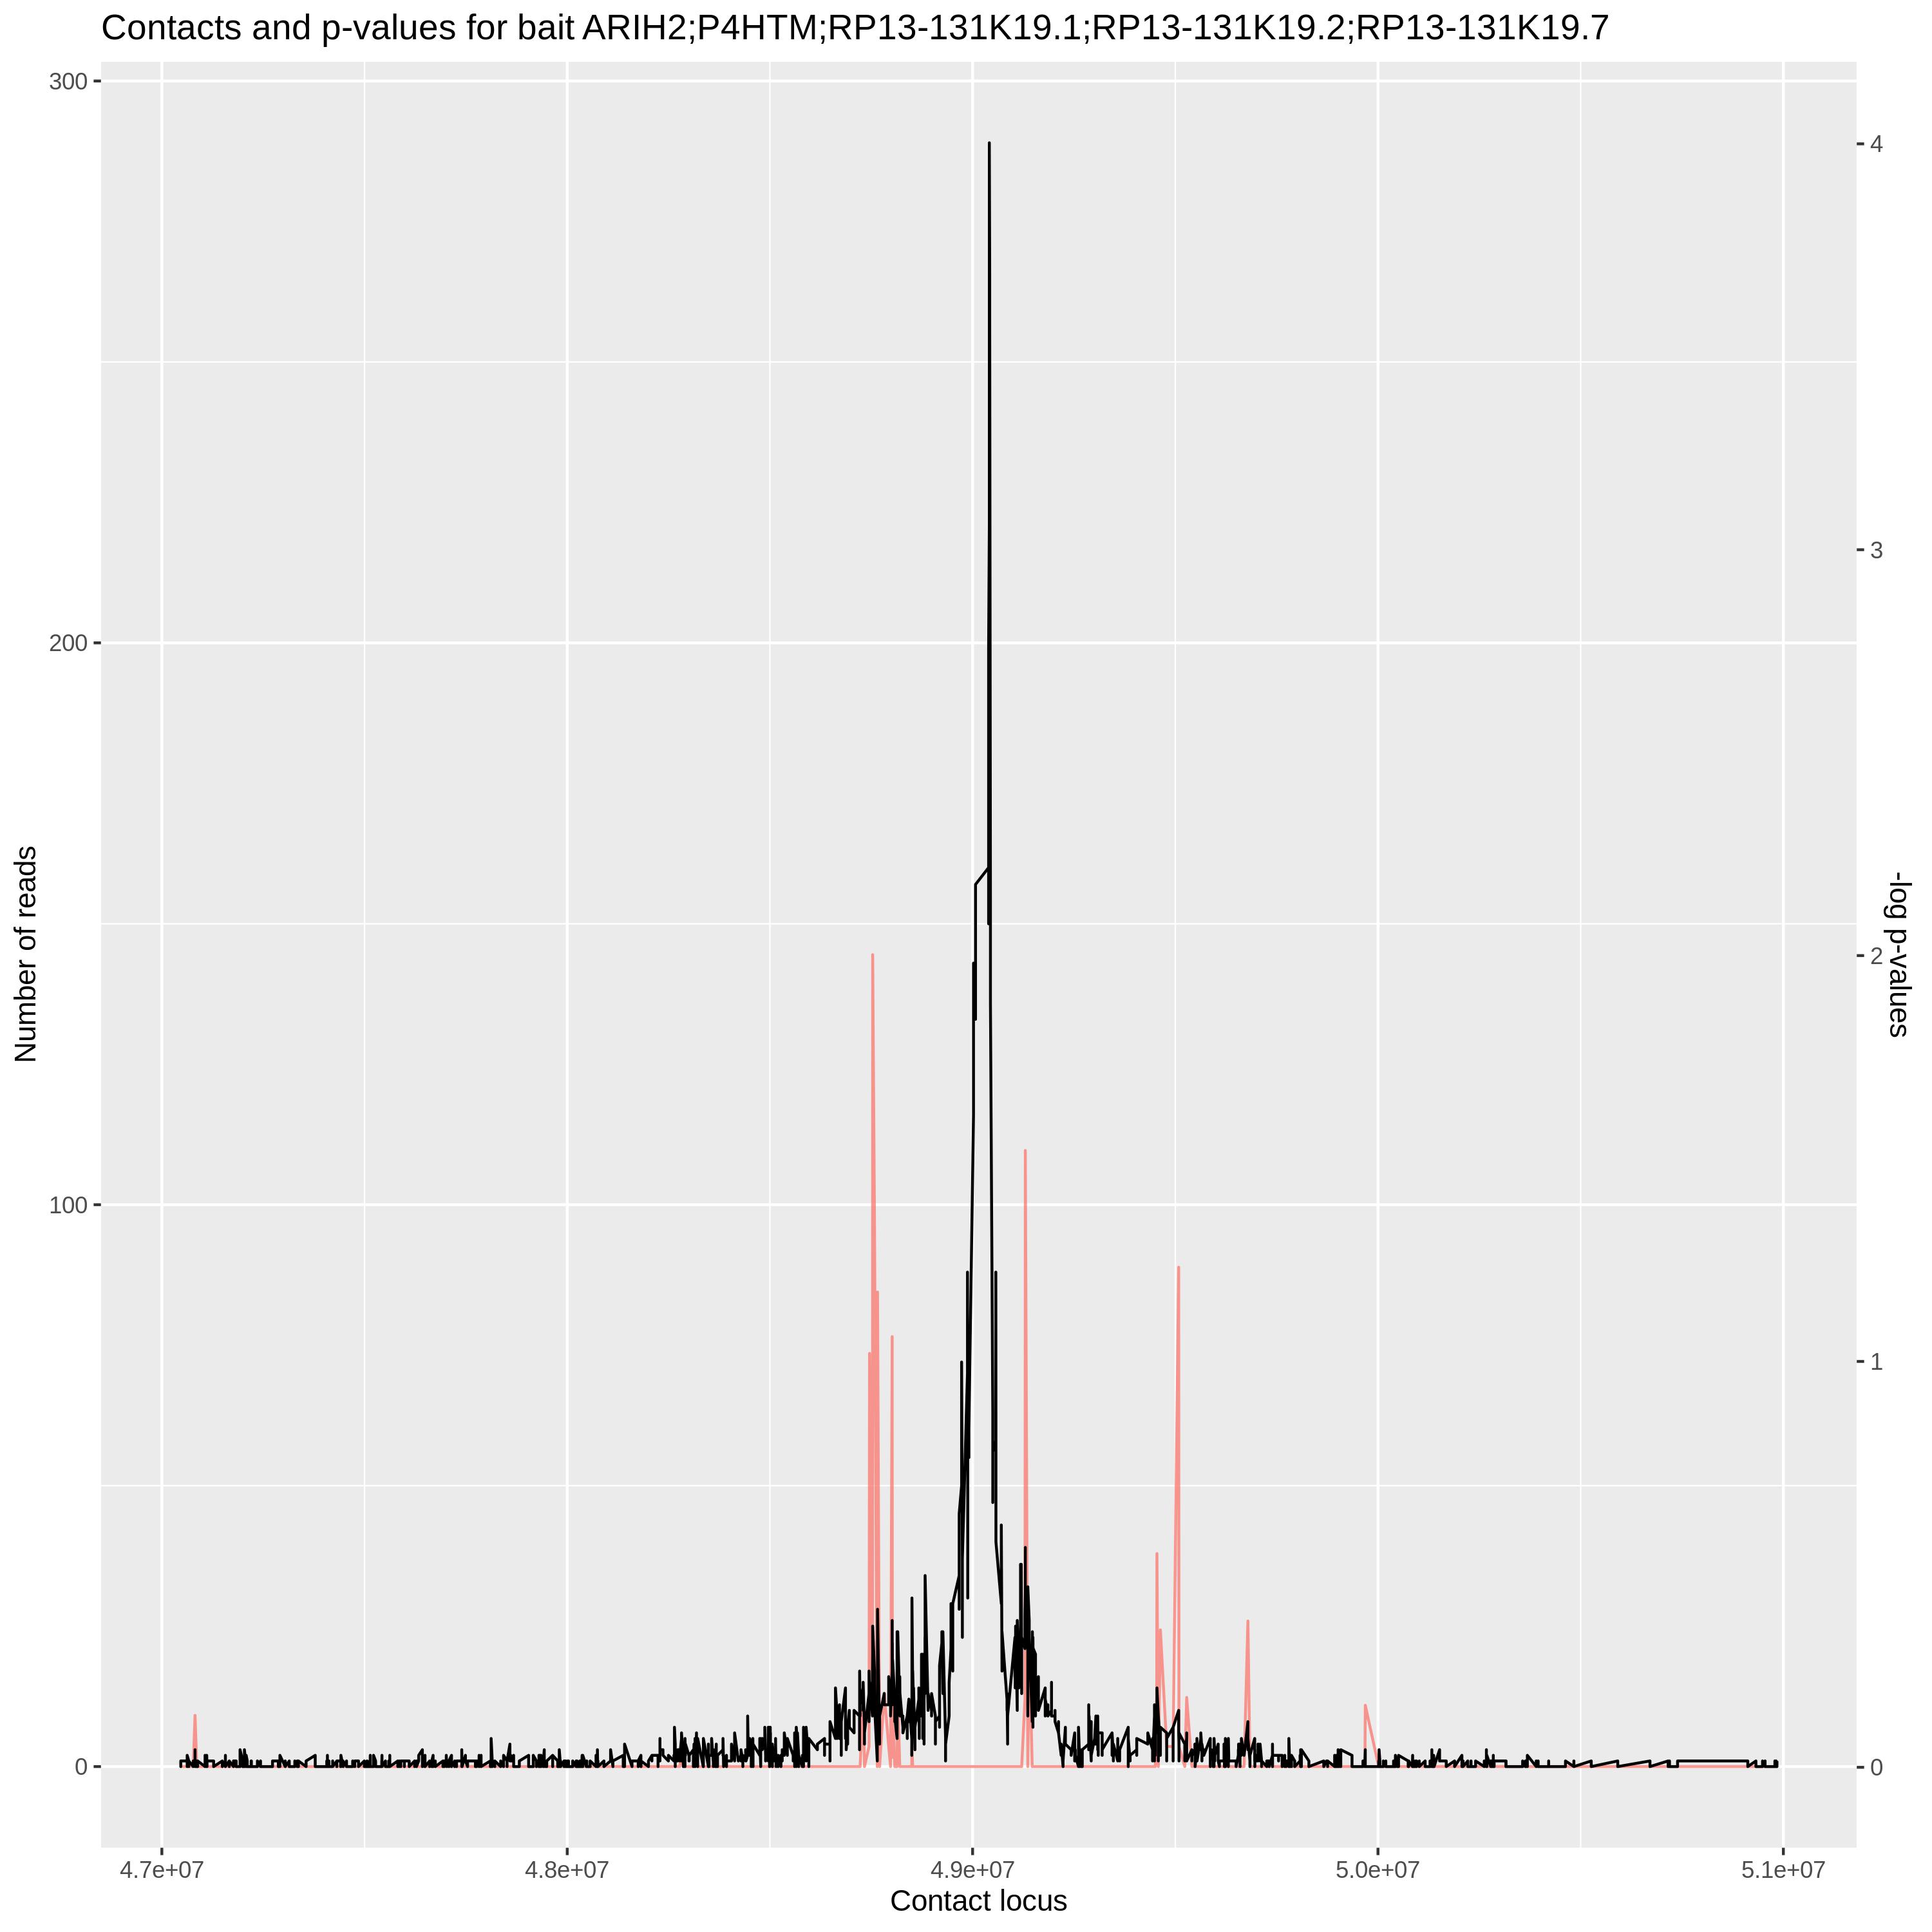 Contacts and p-values for bait ARIH2;P4HTM;RP13-131K19.1;RP13-131K19.2;RP13-131K19.7
300
200
100
0
Number of reads
4
3
2
1
0
-log p-values
4.7e+07
4.8e+07
4.9e+07
5.0e+07
5.1e+07
Contact locus